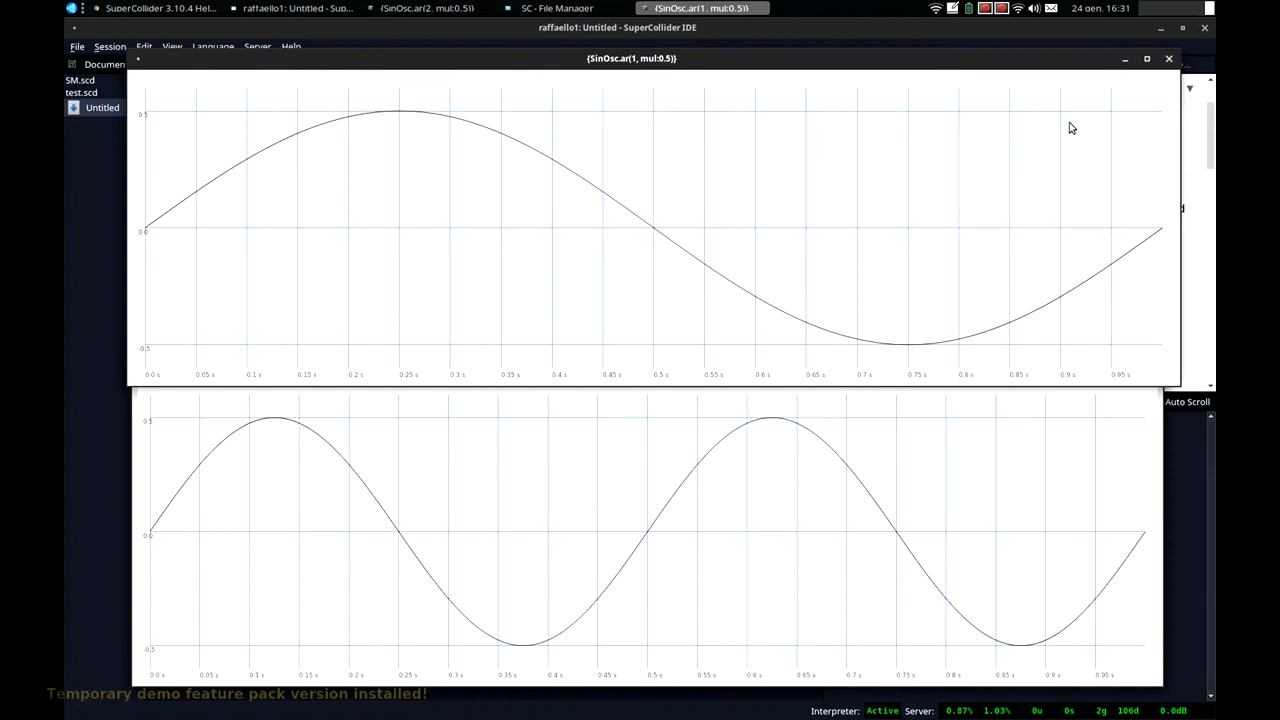 SuperCollider 3.10.4 Hel...
raffaello1: Untitled - Sup...
{SinOsc.ar(2. mul:0.5)}
SC - File Manager
{SinOsc.ar(1, mul:0.5)}
24 gen. 16:31
raffaello1: Untitled - SuperCollider IDE
File Session Edit View Language Server Help
{SinOsc.ar(1, mul:0.5)}
Documen
SM.scd
test.scd
Untitled
0.5
0.0
-0.5
0.0 s 0.05 s 0.1 s 0.15 s 0.2 s 0.25 s 0.3 s 0.35 s 0.4 s 0.45 s 0.5 s 0.55 s 0.6 s 0.65 s 0.7 s 0.75 s 0.8 s 0.85 s 0.9 s 0.95 s
Auto Scroll
0.5
0.0
-0.5
0.0 s 0.05 s 0.1 s 0.15 s 0.2 s 0.25 s 0.3 s 0.35 s 0.4 s 0.45 s 0.5 s 0.55 s 0.6 s 0.65 s 0.7 s 0.75 s 0.8 s 0.85 s 0.9 s 0.95 s
Temporary demo feature pack version installed!
Interpreter: Active Server: 0.87% 1.03% 0u 0s 2g 106d 0.0dB